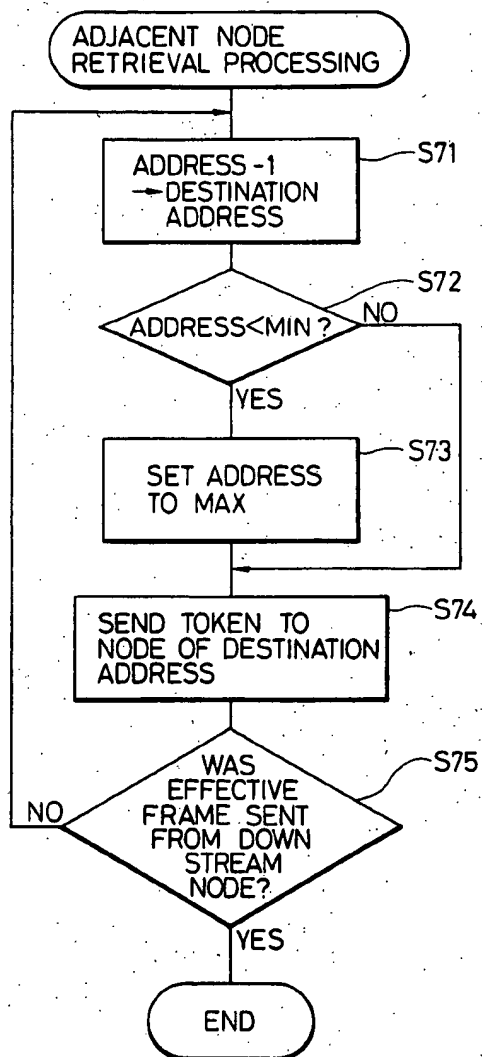 ADJACENT NODE
RETRIEVAL PROCESSING
S71
ADDRESS-1
→DESTINATION
ADDRESS
S72
ADDRESS<MIN?
NO
YES
S73
SET ADDRESS
TO MAX
S74
SEND TOKEN TO
NODE OF DESTINATION
ADDRESS
S75
WAS
EFFECTIVE
FRAME SENT
FROM DOWN
STREAM
NODE?
NO
YES
END